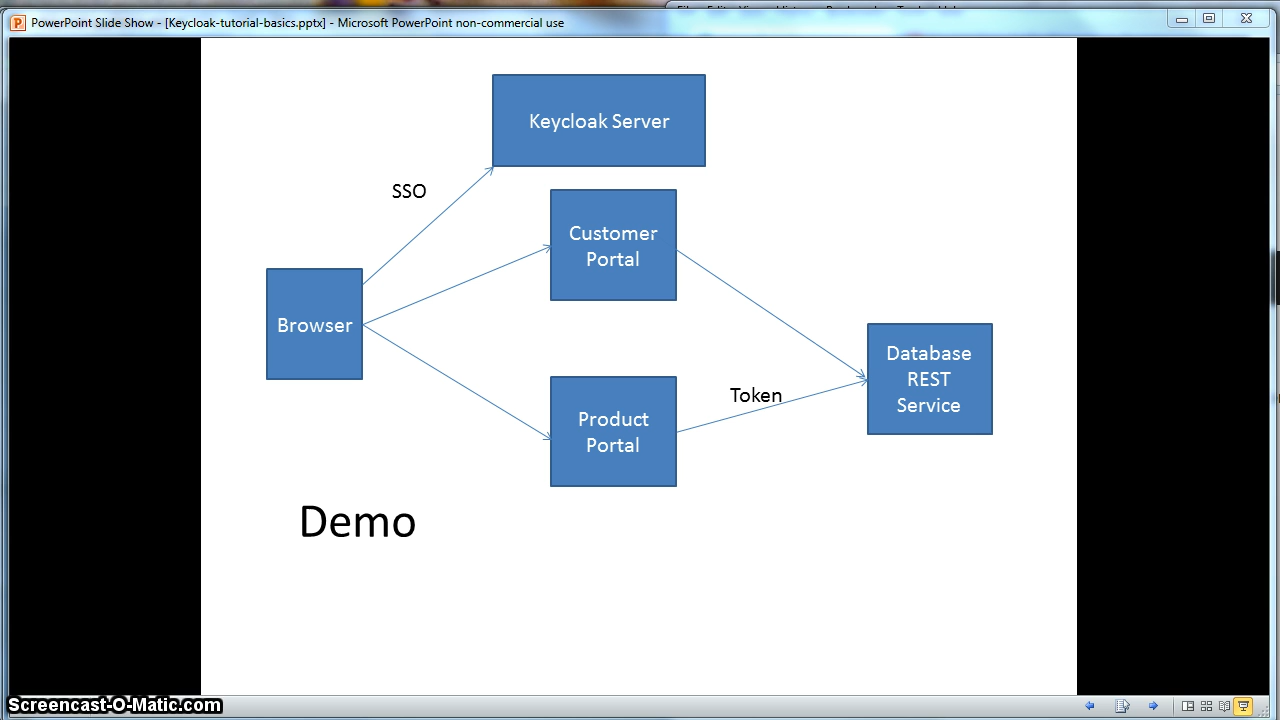 PowerPoint Slide Show - [Keycloak-tutorial-basics.pptx] - Microsoft PowerPoint non-commercial use
Keycloak Server
SSO
Customer
Portal
Browser
Database
REST
Service
Token
Product
Portal
Demo
Screencast-O-Matic.com